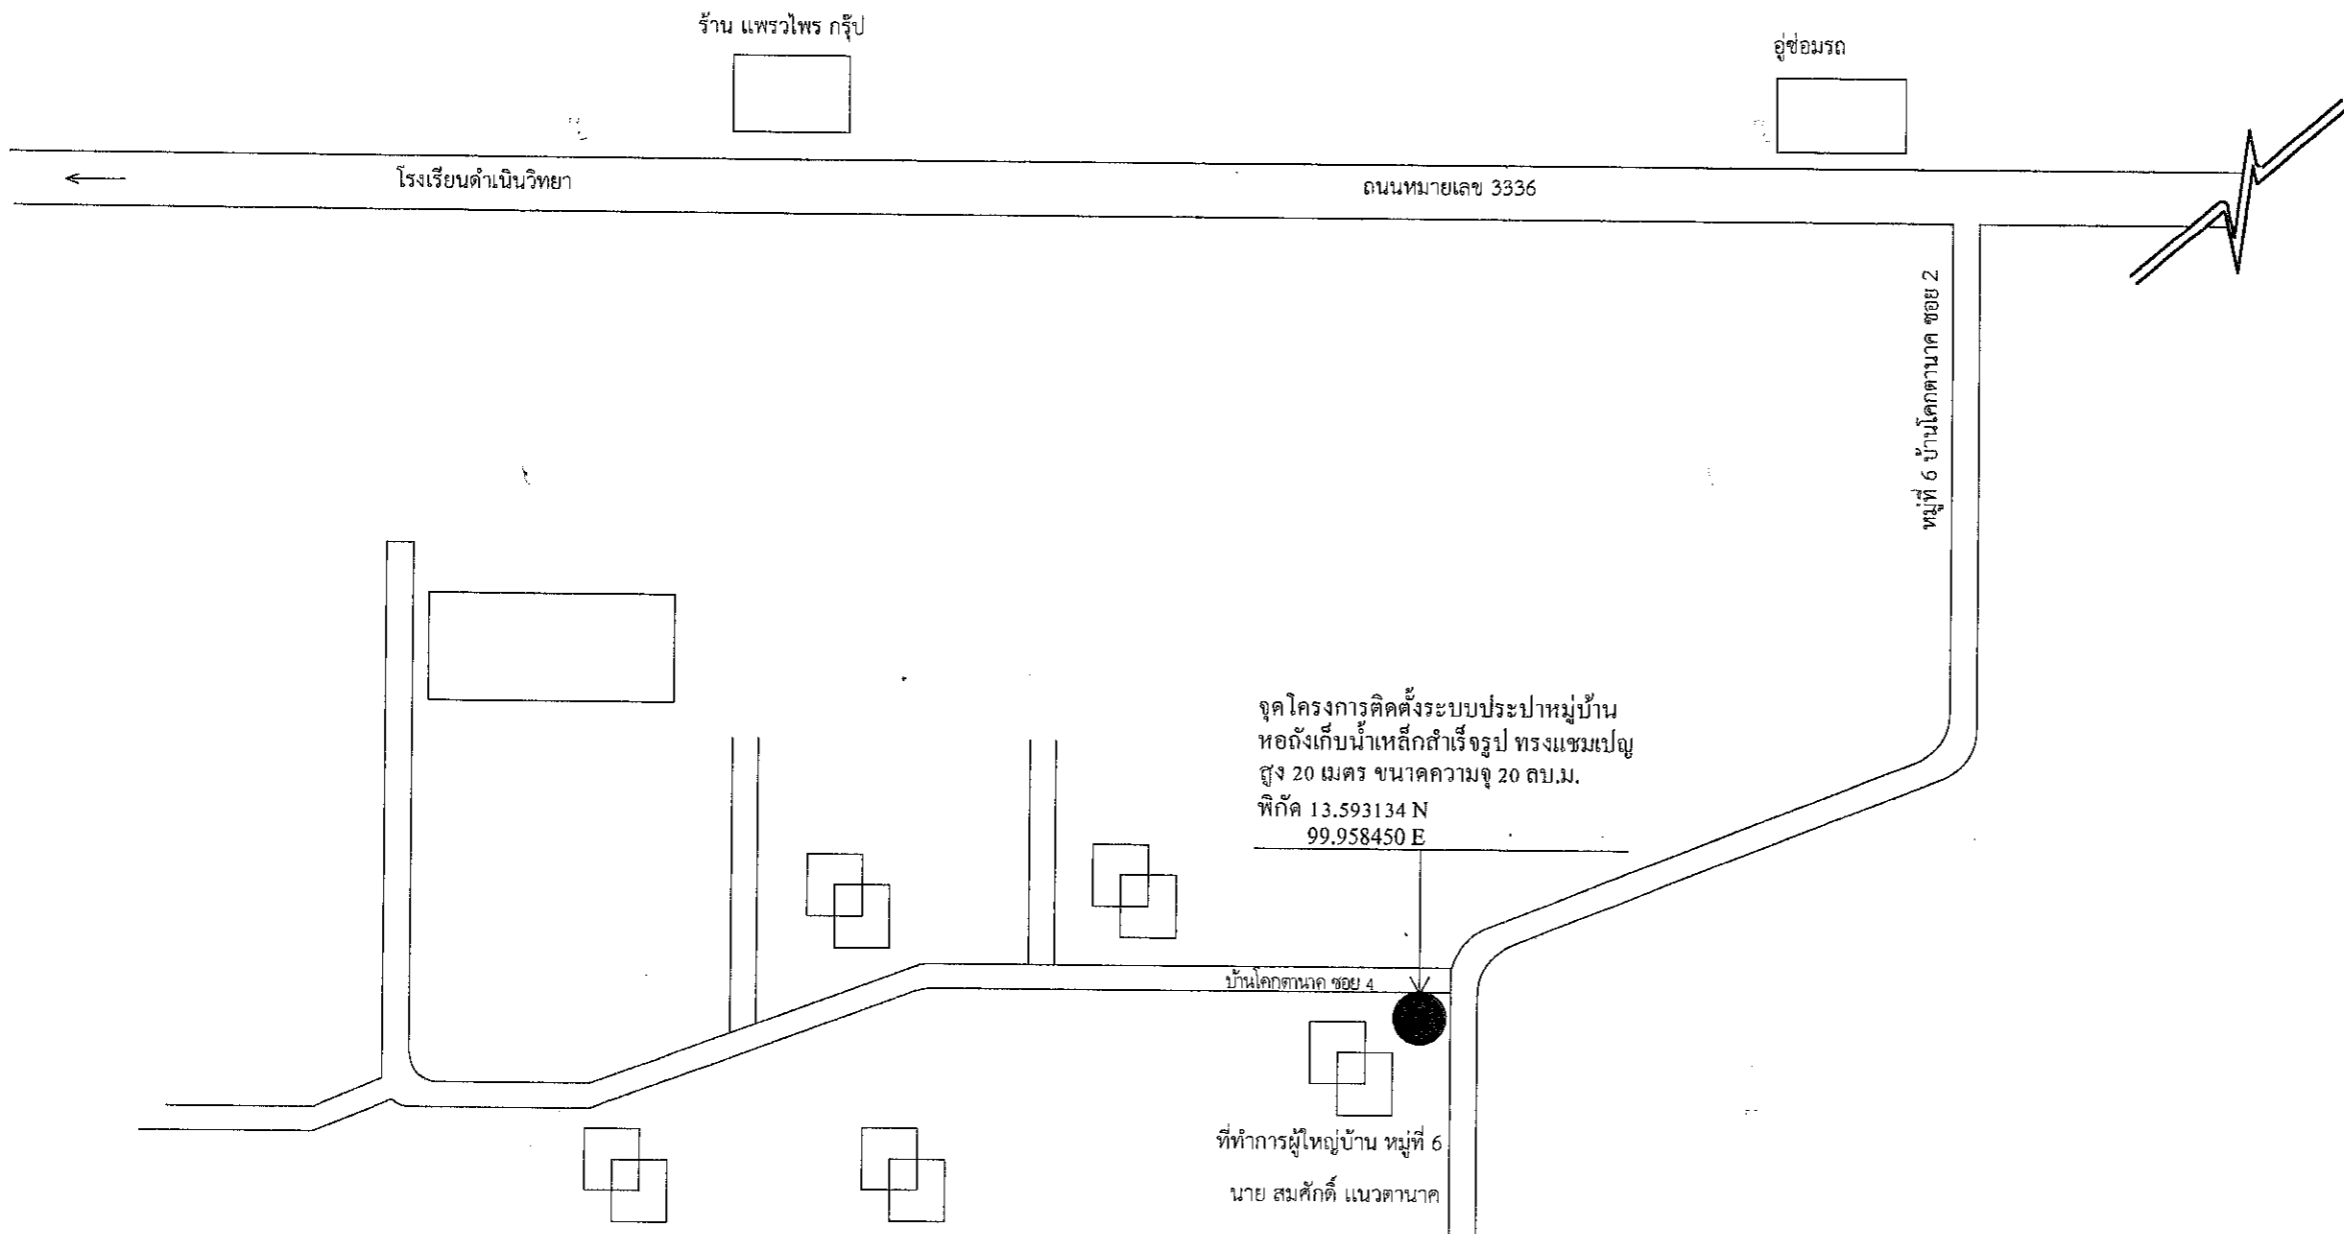 ร้าน แพรวไพร กรุ๊ป
อู่ซ่อมรถ
โรงเรียนดำเนินวิทยา
ถนนหมายเลข 3336
หมู่ที่ 6 บ้านโคกตานาค ซอย 2
จุดโครงการติดตั้งระบบประปาหมู่บ้าน
หอถังเก็บน้ำเหล็กสำเร็จรูป ทรงแชมเปญ
สูง 20 เมตร ขนาดความจุ 20 ลบ.ม.
พิกัด 13.593134 N
99.958450 E
บ้านโคกตานาค ซอย 4
ที่ทำการผู้ใหญ่บ้าน หมู่ที่ 6
นาย สมศักดิ์ แนวตานาค